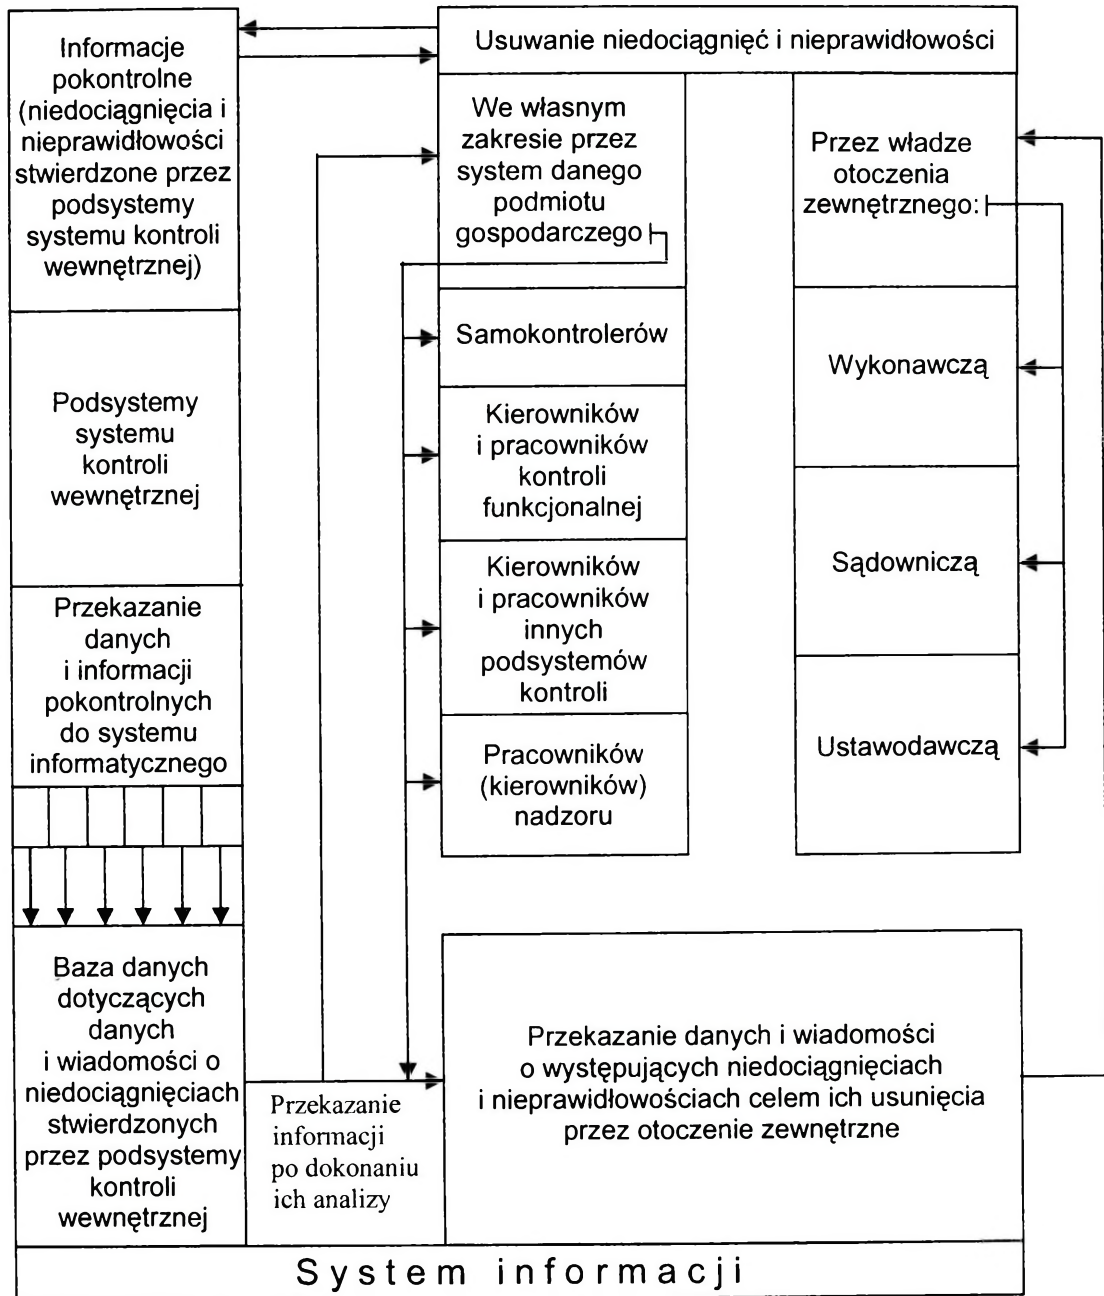 Informacje
pokontrolne
(niedociągnięcia i
nieprawidłowości
stwierdzone przez
podsystemy
systemu kontroli
wewnętrznej)
Podsystemy
systemu
kontroli
wewnętrznej
Przekazanie
danych
i informacji
pokontrolnych
do systemu
informatycznego
Baza danych
dotyczących
danych
i wiadomości o
niedociągnięciach
stwierdzonych
przez podsystemy
kontroli
wewnętrznej
Usuwanie niedociągnięć i nieprawidłowości
We własnym
zakresie przez
system danego
podmiotu
gospodarczego
Samokontrolerów
Kierowników
i pracowników
kontroli
funkcjonalnej
Kierowników
i pracowników
innych
podsystemów
kontroli
Pracowników
(kierowników)
nadzoru
Przez władze
otoczenia
zewnętrznego:
Wykonawczą
Sądowniczą
Ustawodawczą
Przekazanie
informacji
po dokonaniu
ich analizy
Przekazanie danych i wiadomości
o występujących niedociągnięciach
i nieprawidłowościach celem ich usunięcia
przez otoczenie zewnętrzne
System informacji